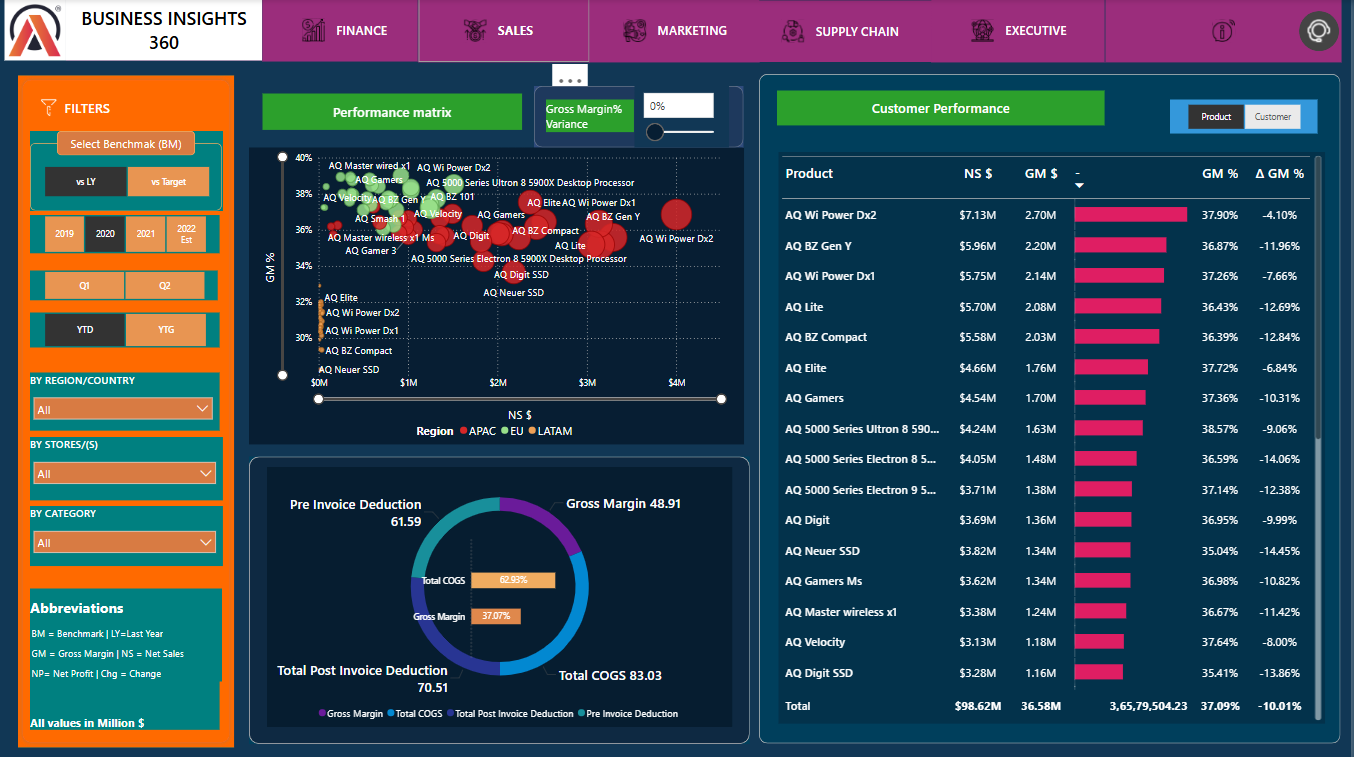 BUSINESS INSIGHTS
360
FINANCE
SALES
MARKETING
SUPPLY CHAIN
EXECUTIVE
FILTERS
Select Benchmak (BM)
vs LY
vs Target
2019
2020
2021
2022
Est
Q1
Q2
YTD
YTG
BY REGION/COUNTRY
All
BY STORES/(S)
All
BY CATEGORY
All
Abbreviations
BM = Benchmark | LY=Last Year
GM = Gross Margin | NS = Net Sales
NP= Net Profit | Chg = Change
All values in Million $
Performance matrix
Gross Margin%
Variance
0%
GM %
40%
38%
36%
34%
32%
30%
AQ Master wired x1
AQ Wi Power Dx2
AQ Gamers
AQ 5000 Series Ultron 8 5900X Desktop Processor
AQ Velocity
AQ BZ Gen Y
AQ BZ 101
AQ Elite
AQ Wi Power Dx1
AQ Smash 1
AQ Velocity
AQ Gamers
AQ BZ Gen Y
AQ Master wireless x1 Ms
AQ Digit
AQ BZ Compact
AQ Wi Power Dx2
AQ Gamer 3
AQ Lite
AQ 5000 Series Electron 8 5900X Desktop Processor
AQ Digit SSD
AQ Neuer SSD
AQ Elite
AQ Wi Power Dx2
AQ Wi Power Dx1
AQ BZ Compact
AQ Neuer SSD
$0M
$1M
$2M
$3M
$4M
NS $
Region APAC EU LATAM
Pre Invoice Deduction
61.59
Gross Margin 48.91
Total COGS 62.93%
Gross Margin 37.07%
Total Post Invoice Deduction
70.51
Total COGS 83.03
Gross Margin Total COGS Total Post Invoice Deduction Pre Invoice Deduction
Customer Performance
Product
Customer
Product NS $ GM $ - GM % Δ GM %
AQ Wi Power Dx2 $7.13M 2.70M 37.90% -4.10%
AQ BZ Gen Y $5.96M 2.20M 36.87% -11.96%
AQ Wi Power Dx1 $5.75M 2.14M 37.26% -7.66%
AQ Lite $5.70M 2.08M 36.43% -12.69%
AQ BZ Compact $5.58M 2.03M 36.39% -12.84%
AQ Elite $4.66M 1.76M 37.72% -6.84%
AQ Gamers $4.54M 1.70M 37.36% -10.31%
AQ 5000 Series Ultron 8 590... $4.24M 1.63M 38.57% -9.06%
AQ 5000 Series Electron 8 5... $4.05M 1.48M 36.59% -14.06%
AQ 5000 Series Electron 9 5... $3.71M 1.38M 37.14% -12.38%
AQ Digit $3.69M 1.36M 36.95% -9.99%
AQ Neuer SSD $3.82M 1.34M 35.04% -14.45%
AQ Gamers Ms $3.62M 1.34M 36.98% -10.82%
AQ Master wireless x1 $3.38M 1.24M 36.67% -11.42%
AQ Velocity $3.13M 1.18M 37.64% -8.00%
AQ Digit SSD $3.28M 1.16M 35.41% -13.86%
Total $98.62M 36.58M 3,65,79,504.23 37.09% -10.01%